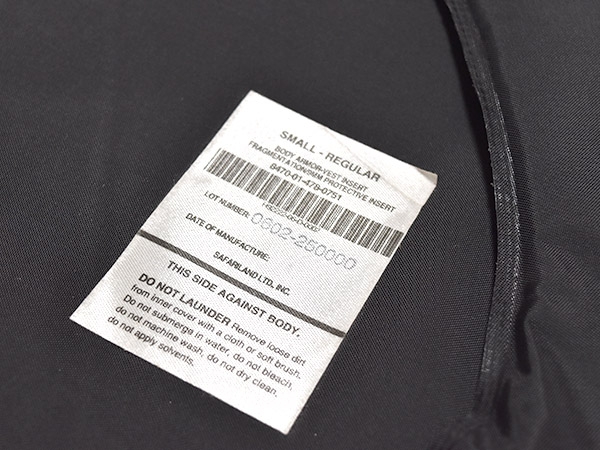 SMALL - REGULAR
BODY ARMOR-VEST INSERT
FRAGMENTATION/9MM PROTECTIVE INSERT
8470-01-478-0751
LOT NUMBER: 0602-250000
DATE OF MANUFACTURE:
SAFARILAND LTD., INC.
THIS SIDE AGAINST BODY.
DO NOT LAUNDER Remove loose dirt
from inner cover with a cloth or soft brush.
Do not submerge in water, do not bleach,
do not machine wash, do not dry clean,
do not apply solvents.